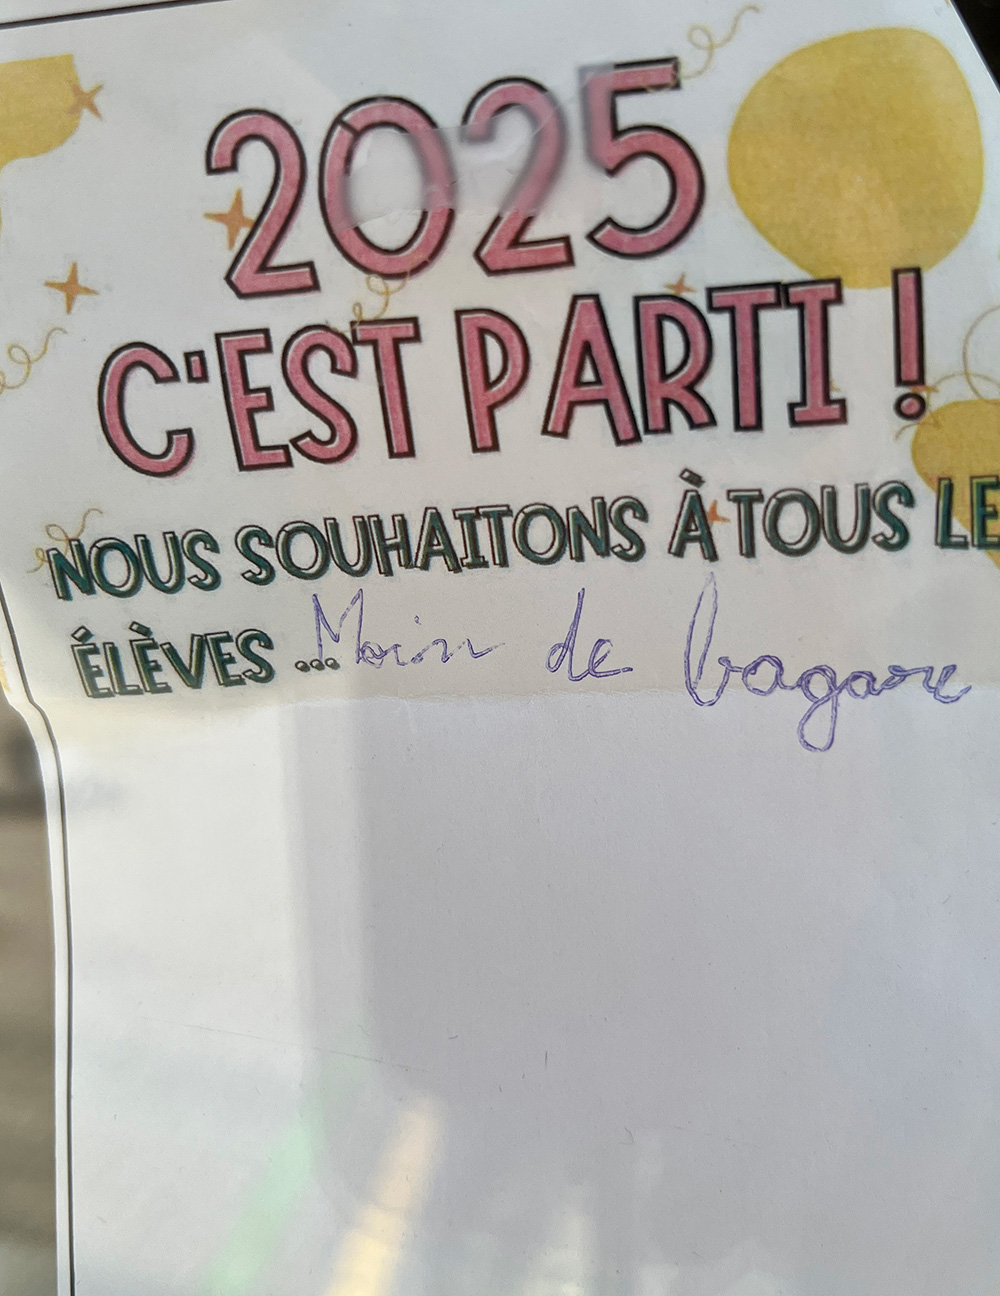 2025
C'EST PARTI !
NOUS SOUHAITONS À TOUS LE
ÉLÈVES ... Moin de bagare